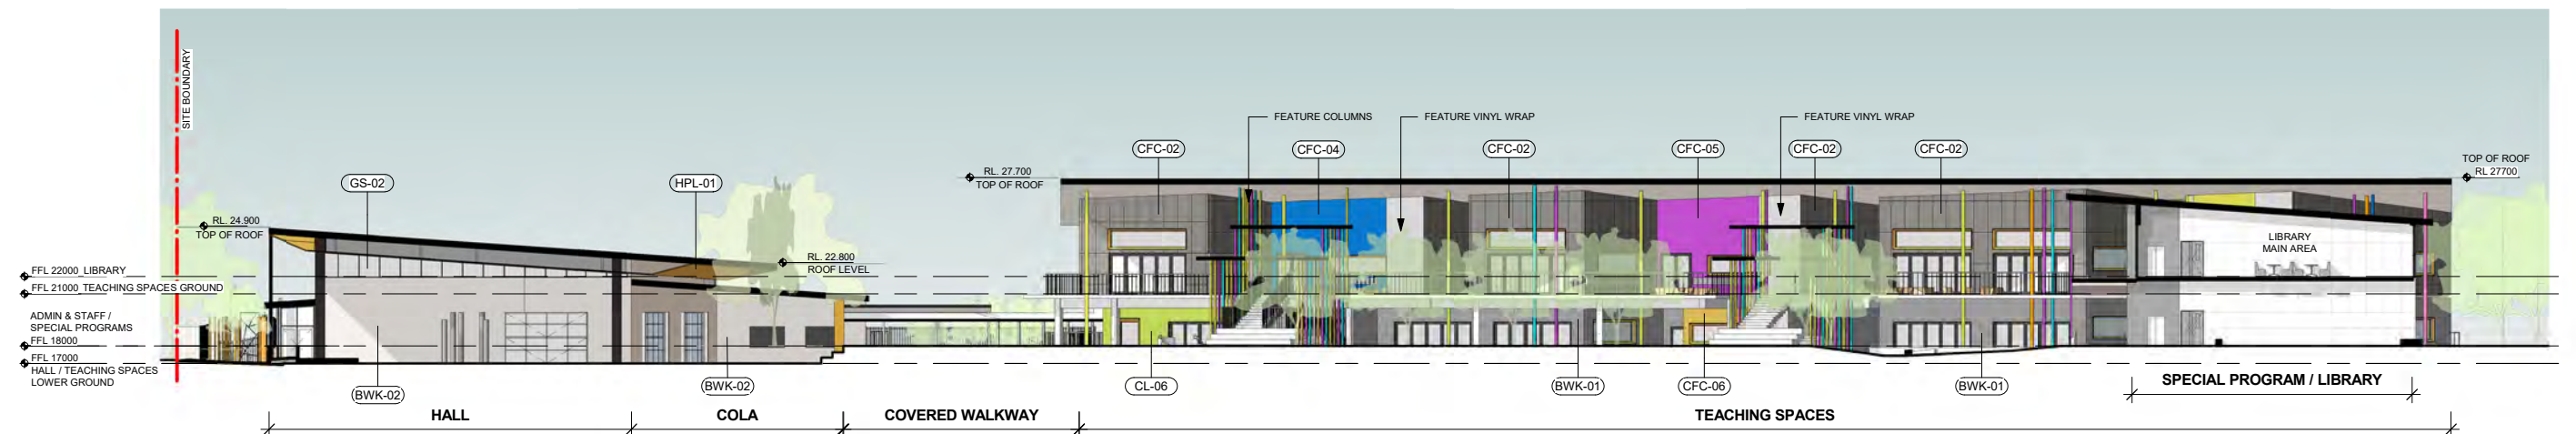 SITE BOUNDARY
FEATURE COLUMNS
FEATURE VINYL WRAP
FEATURE VINYL WRAP
CFC-02
CFC-04
CFC-02
CFC-05
CFC-02
CFC-02
TOP OF ROOF
RL 27700
RL. 27.700
TOP OF ROOF
GS-02
HPL-01
RL. 24.900
TOP OF ROOF
LIBRARY
MAIN AREA
RL. 22.800
ROOF LEVEL
FFL 22000 LIBRARY
FFL 21000 TEACHING SPACES GROUND
ADMIN & STAFF /
SPECIAL PROGRAMS
FFL 18000
FFL 17000
HALL / TEACHING SPACES
LOWER GROUND
BWK-02
BWK-02
CL-06
BWK-01
CFC-06
BWK-01
SPECIAL PROGRAM / LIBRARY
HALL
COLA
COVERED WALKWAY
TEACHING SPACES